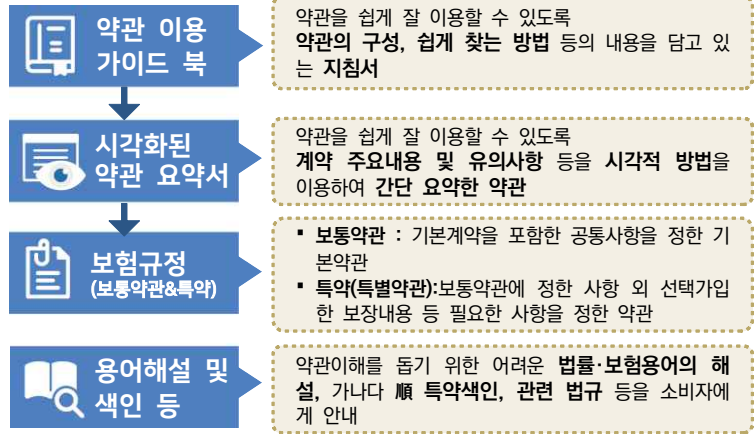 약관 이용
가이드 북
약관을 쉽게 잘 이용할 수 있도록
약관의 구성, 쉽게 찾는 방법 등의 내용을 담고 있
는 지침서
시각화된
약관 요약서
약관을 쉽게 잘 이용할 수 있도록
계약 주요내용 및 유의사항 등을 시각적 방법을
이용하여 간단 요약한 약관
보험규정
(보통약관&특약)
▪ 보통약관 : 기본계약을 포함한 공통사항을 정한 기
본약관
▪ 특약(특별약관):보통약관에 정한 사항 외 선택가입
한 보장내용 등 필요한 사항을 정한 약관
용어해설 및
색인 등
약관이해를 돕기 위한 어려운 법률·보험용어의 해
설, 가나다 順 특약색인, 관련 법규 등을 소비자에
게 안내